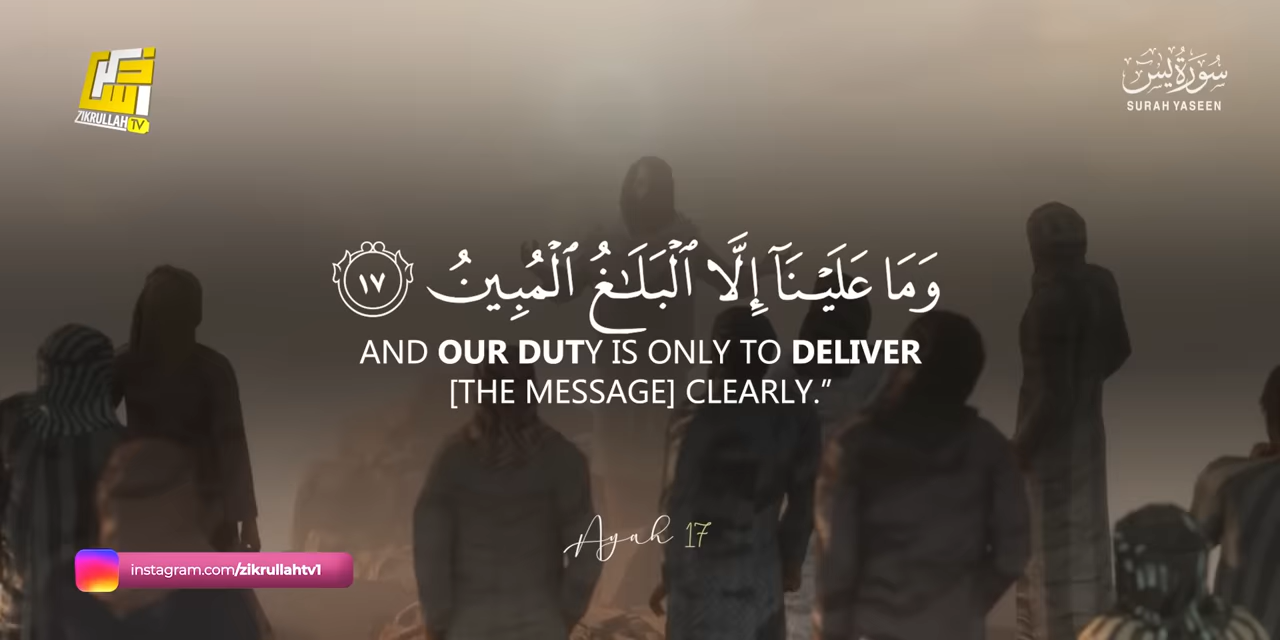 ZIKRULLAH TV
سُورَةُ يسٓ
SURAH YASEEN
وَمَا عَلَيْنَآ إِلَّا ٱلْبَلَـٰغُ ٱلْمُبِينُ ١٧
AND OUR DUTY IS ONLY TO DELIVER
[THE MESSAGE] CLEARLY.”
Ayah 17
instagram.com/zikrullahtv1